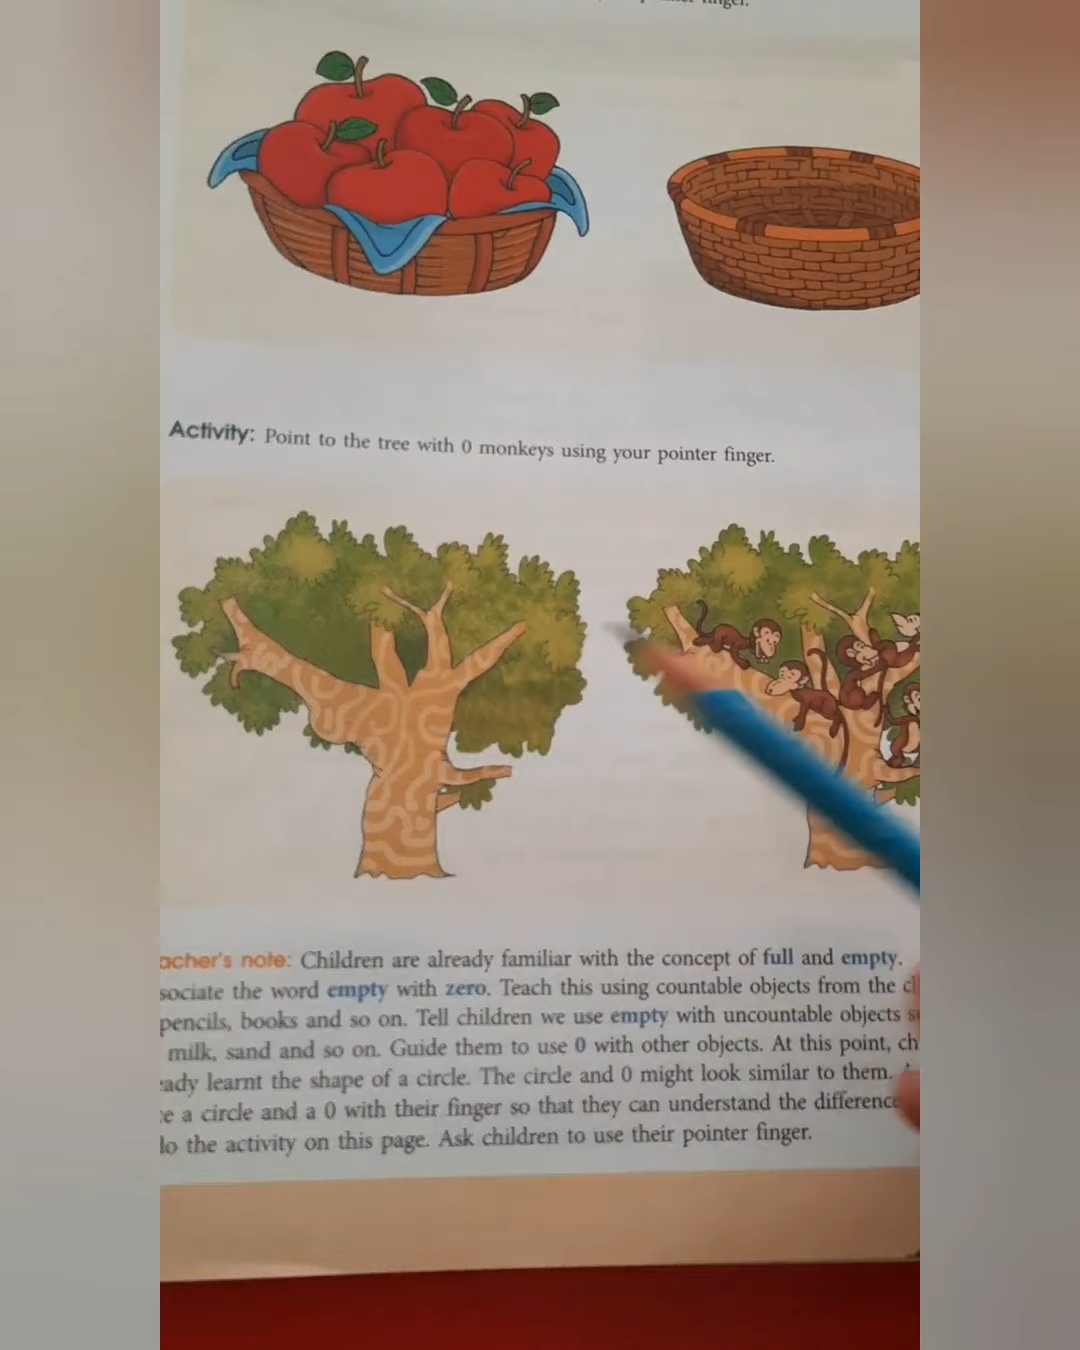 finger.
Activity: Point to the tree with 0 monkeys using your pointer finger.
acher's note: Children are already familiar with the concept of full and empty.
sociate the word empty with zero. Teach this using countable objects from the cl
pencils, books and so on. Tell children we use empty with uncountable objects s
milk, sand and so on. Guide them to use 0 with other objects. At this point, ch
ady learnt the shape of a circle. The circle and 0 might look similar to them.
e a circle and a 0 with their finger so that they can understand the difference
lo the activity on this page. Ask children to use their pointer finger.